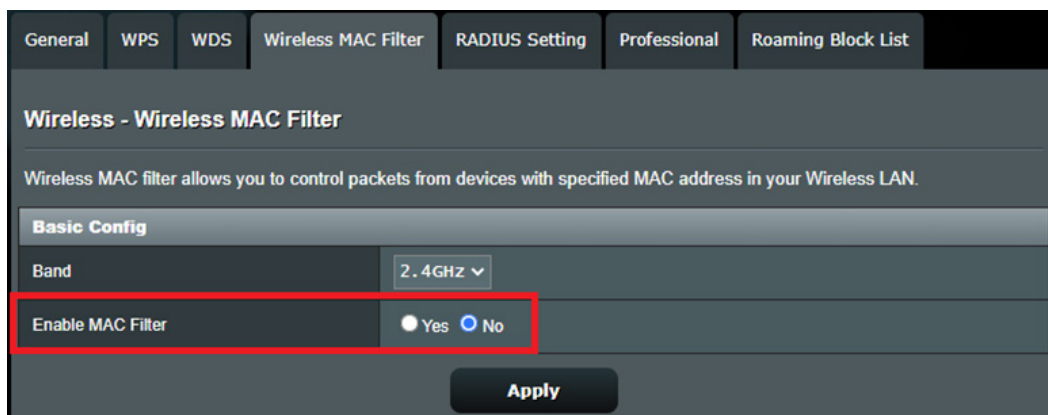 General WPS WDS Wireless MAC Filter RADIUS Setting Professional Roaming Block List
Wireless - Wireless MAC Filter
Wireless MAC filter allows you to control packets from devices with specified MAC address in your Wireless LAN.
Basic Config
Band 2.4GHz
Enable MAC Filter Yes No
Apply